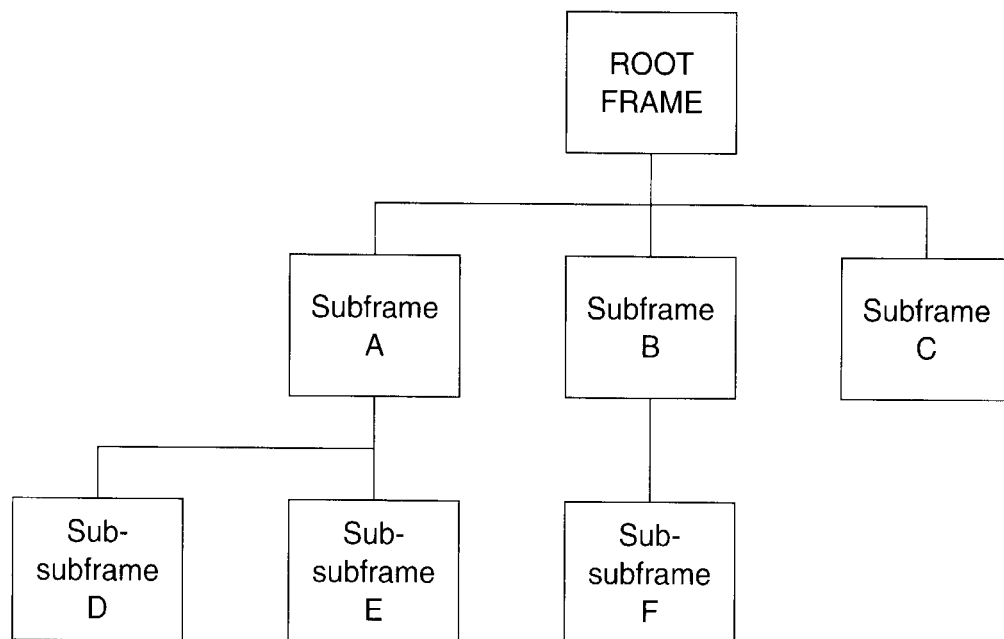 ROOT
FRAME
Subframe
A
Subframe
B
Subframe
C
Sub-
subframe
D
Sub-
subframe
E
Sub-
subframe
F